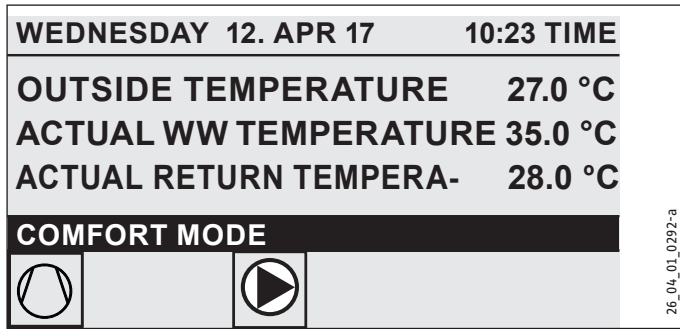 WEDNESDAY 12. APR 17 10:23 TIME
OUTSIDE TEMPERATURE 27.0 °C
ACTUAL WW TEMPERATURE 35.0 °C
ACTUAL RETURN TEMPERA- 28.0 °C
COMFORT MODE
26_04_01_0292-a